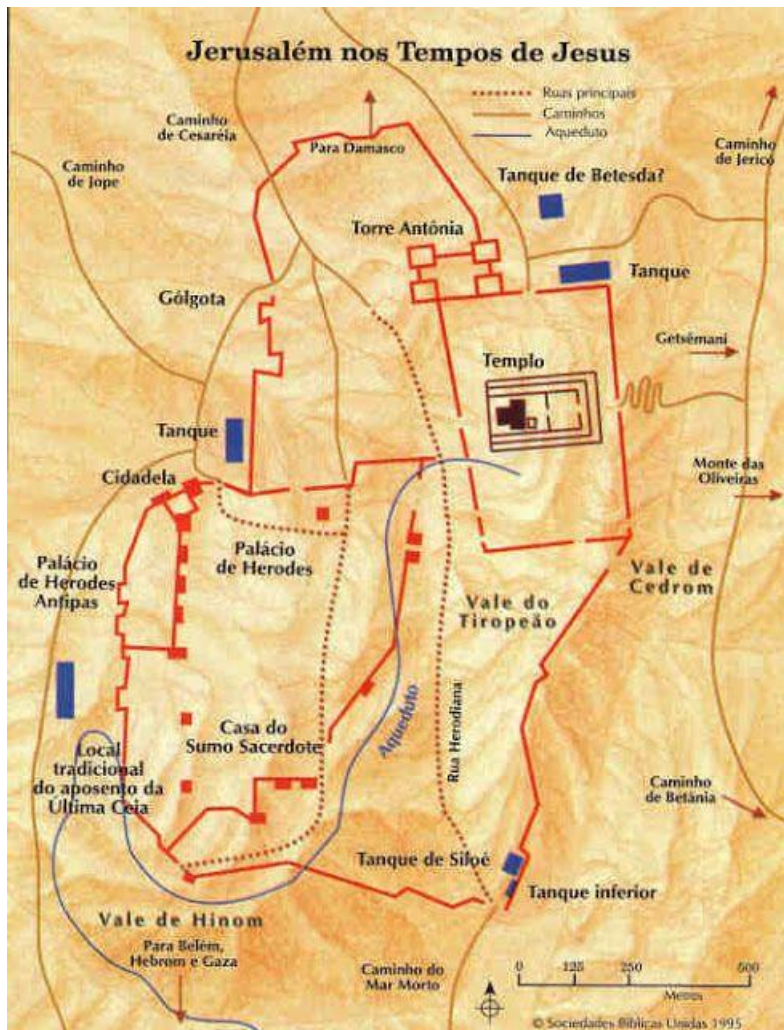 Jerusalém nos Tempos de Jesus
Ruas principais
Caminhos
Aqueduto
Caminho
de Cesaréia
Para Damasco
Caminho
de Jericó
Caminho
de Jope
Tanque de Betesda?
Torre Antônia
Tanque
Gólgota
Getsêmani
Templo
Tanque
Cidadela
Monte das
Oliveiras
Palácio
de Herodes
Palácio
de Herodes
Anfipas
Vale de
Cedrom
Vale do
Tiropeão
Aqueduto
Rua Herodiana
Casa do
Sumo Sacerdote
Local
tradicional
do aposento da
Última Ceia
Caminho
de Betânia
Tanque de Siloé
Tanque inferior
Vale de Hinom
Para Belém,
Hebrom e Gaza
Caminho do
Mar Morto
0 125 250 500
Metros
© Sociedades Bíblicas Unidas 1995